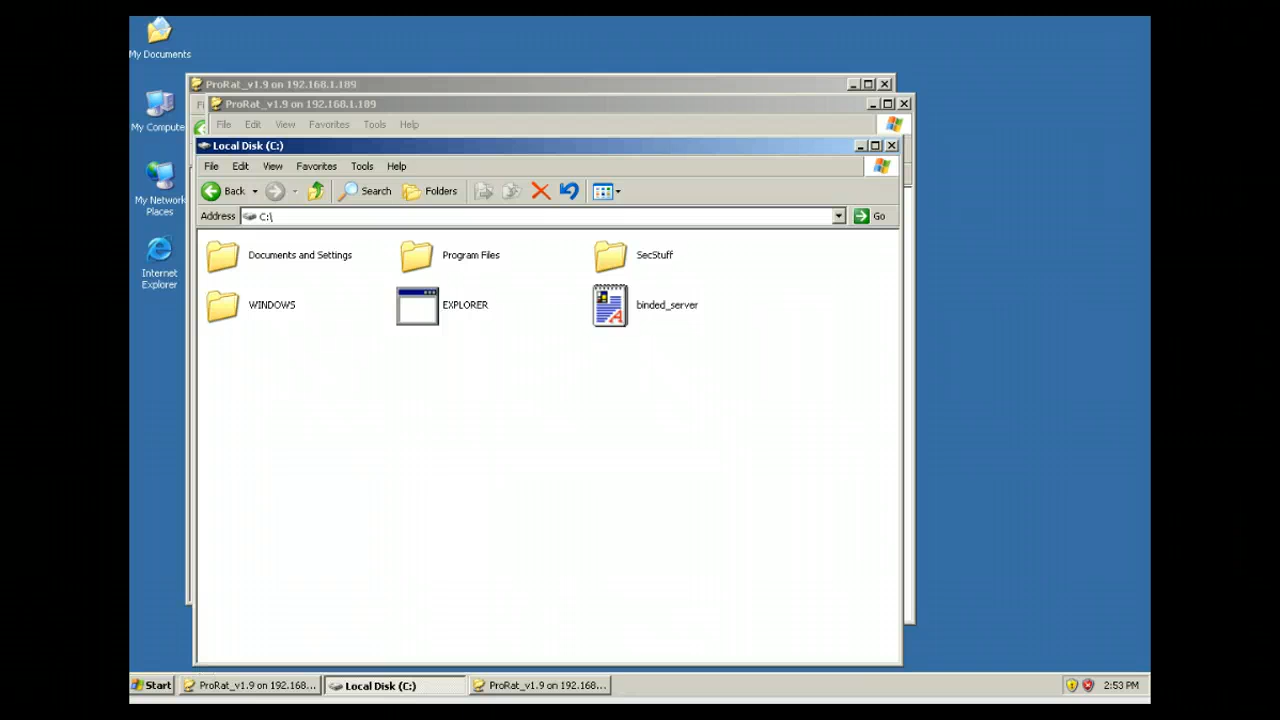 My Documents
ProRat_v1.9 on 192.168.1.189
Fi
ProRat_v1.9 on 192.168.1.189
File Edit View Favorites Tools Help
My Compute
Local Disk (C:)
File Edit View Favorites Tools Help
Back Search Folders
Address C:\ Go
My Network
Places
Documents and Settings Program Files SecStuff
Internet
Explorer
WINDOWS EXPLORER binded_server
Start ProRat_v1.9 on 192.168... Local Disk (C:) ProRat_v1.9 on 192.168... 2:53 PM